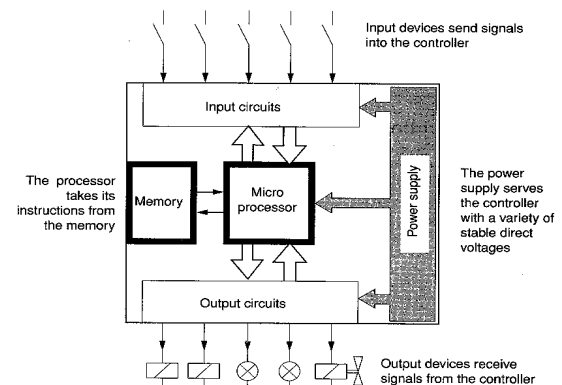 Input devices send signals
into the controller
Input circuits
The processor
takes its
instructions from
the memory
Memory
Micro
processor
Power supply
The power
supply serves
the controller
with a variety of
stable direct
voltages
Output circuits
Output devices receive
signals from the controller